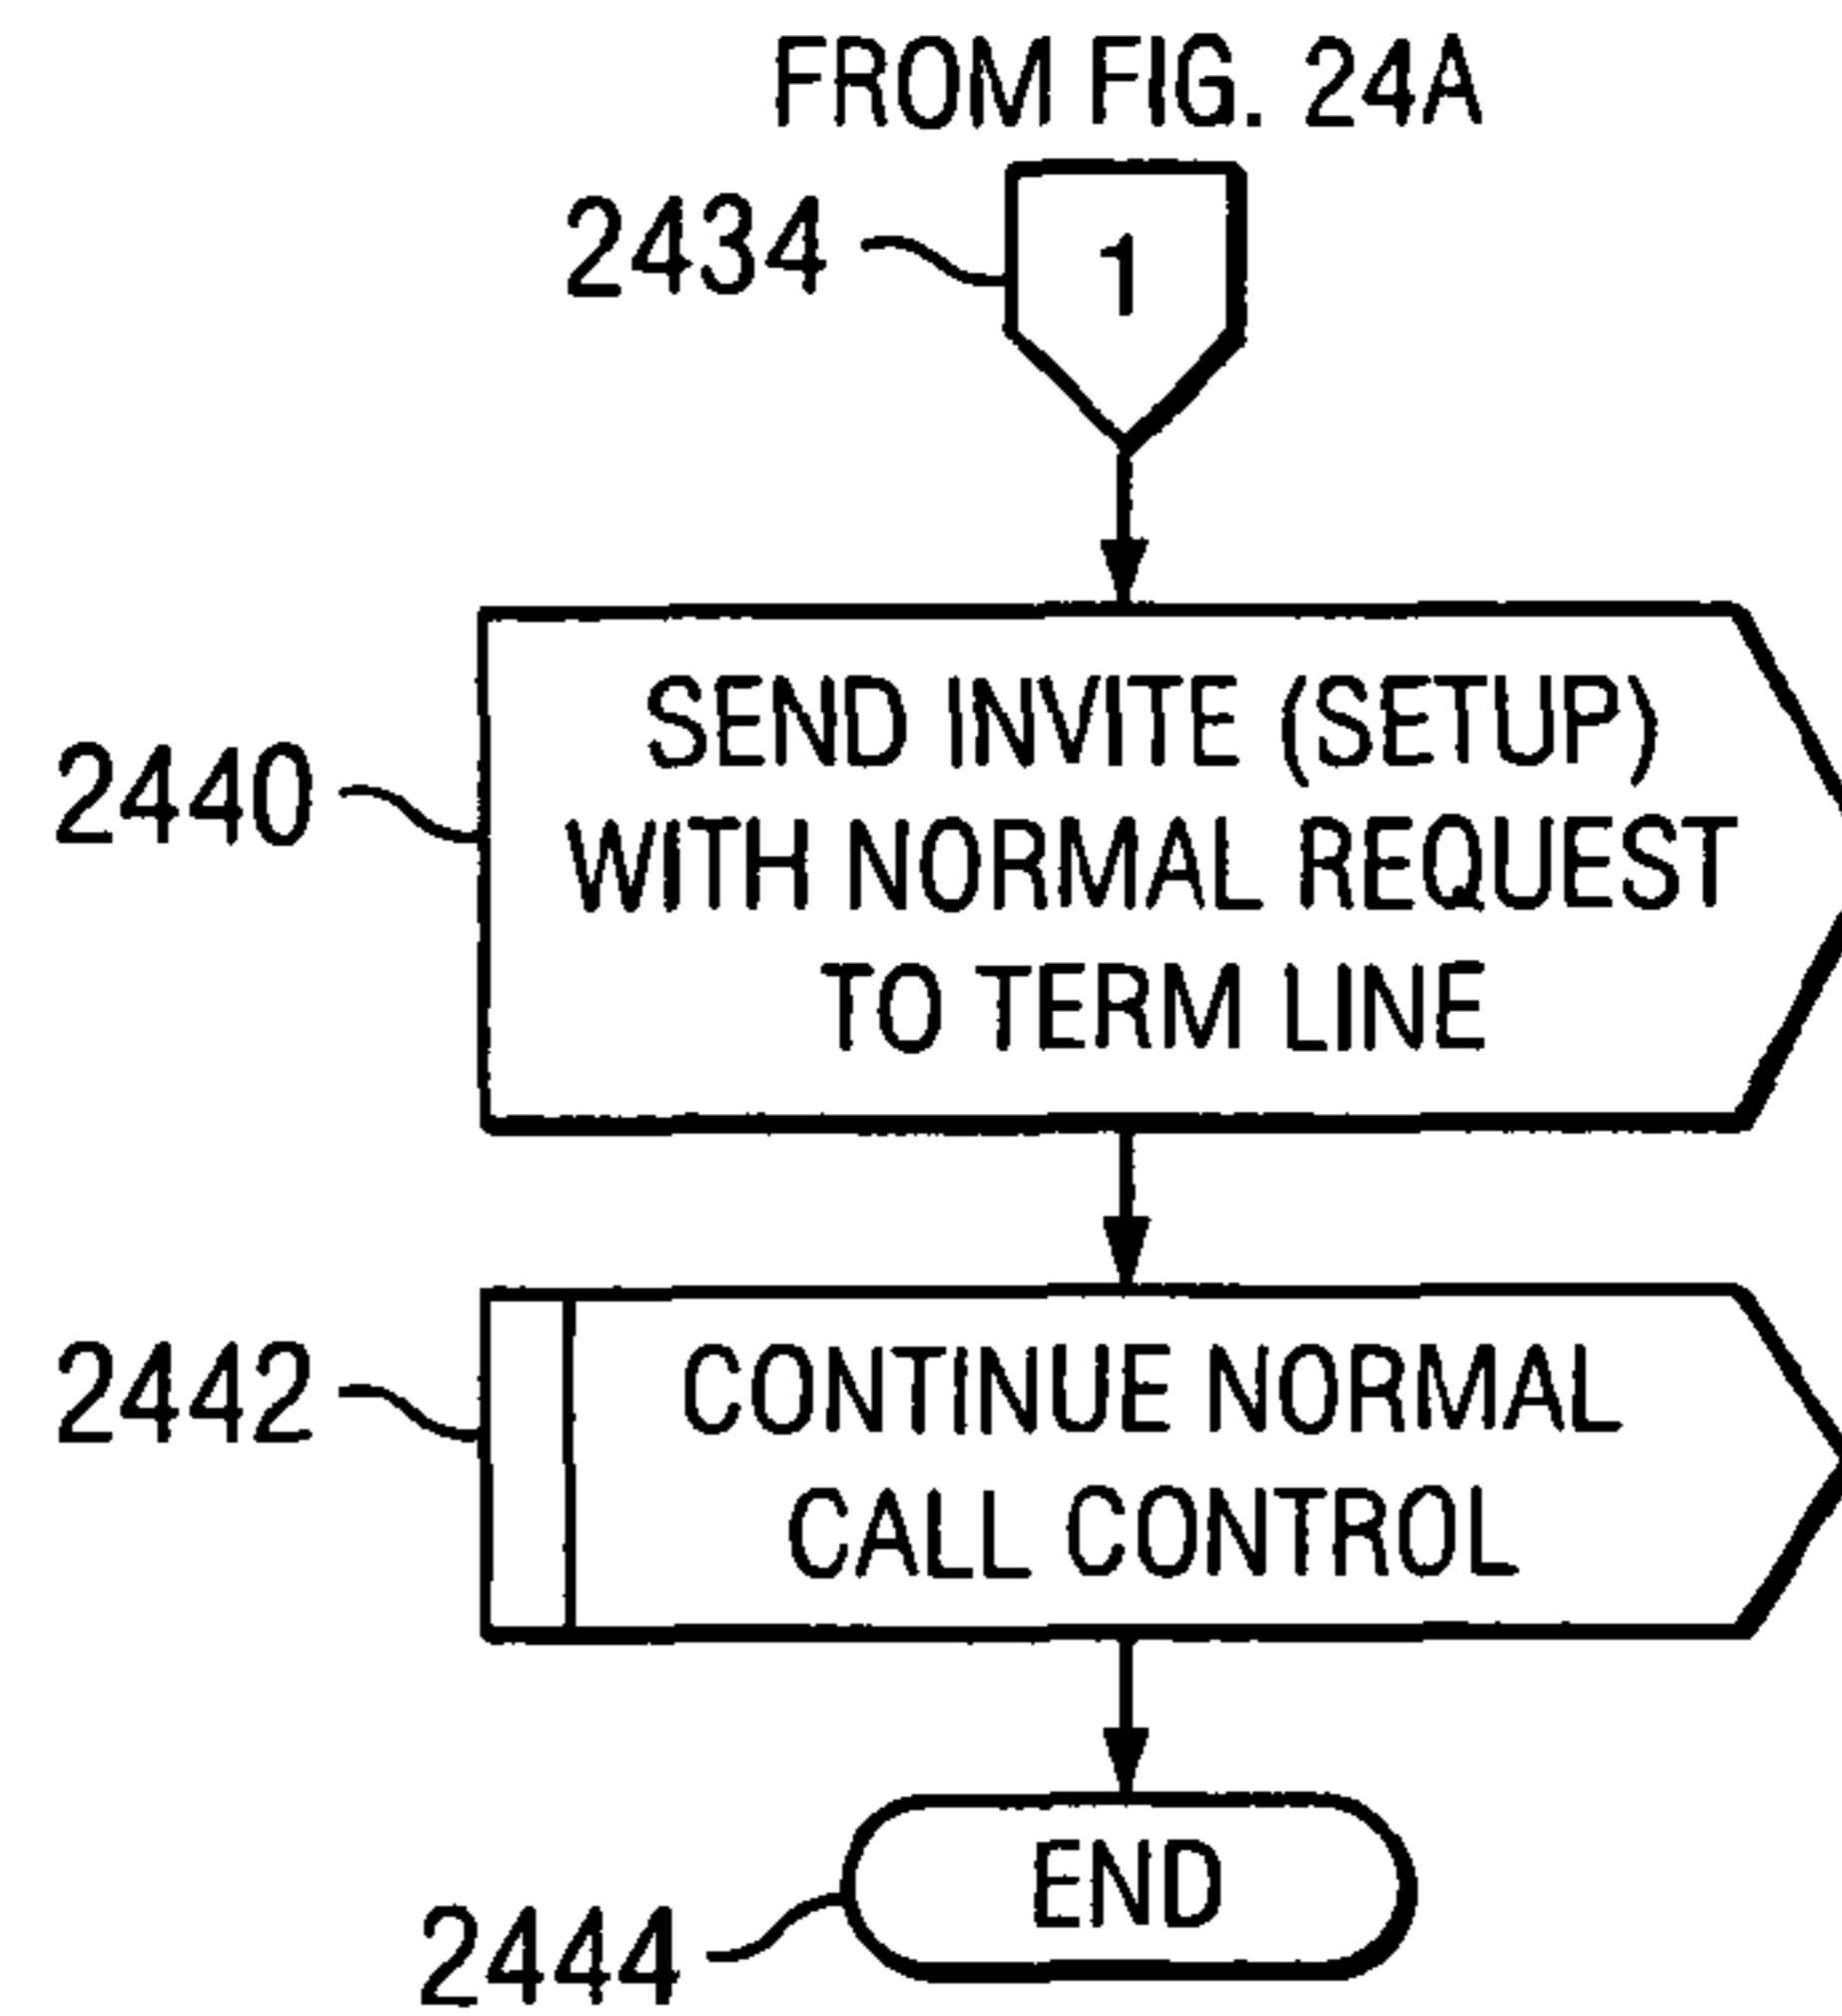 FROM FIG. 24A
2434
1
2440
SEND INVITE (SETUP)
WITH NORMAL REQUEST
TO TERM LINE
2442
CONTINUE NORMAL
CALL CONTROL
END
2444